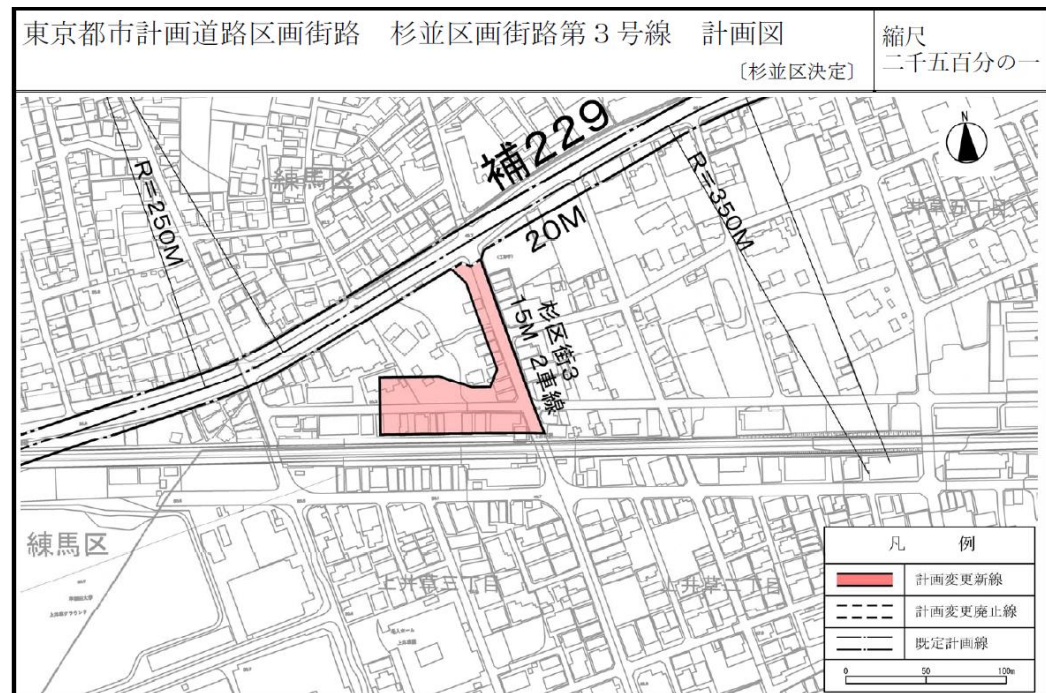 東京都市計画道路区画街路　杉並区画街路第３号線　計画図
〔杉並区決定〕
縮尺
二千五百分の一
N
補229
練馬区
R=250M
20M
R=350M
井草五丁目
杉区街3
15M 2車線
練馬区
上井草三丁目
上井草二丁目
凡　例
計画変更新線
計画変更廃止線
既定計画線
0 50 100m